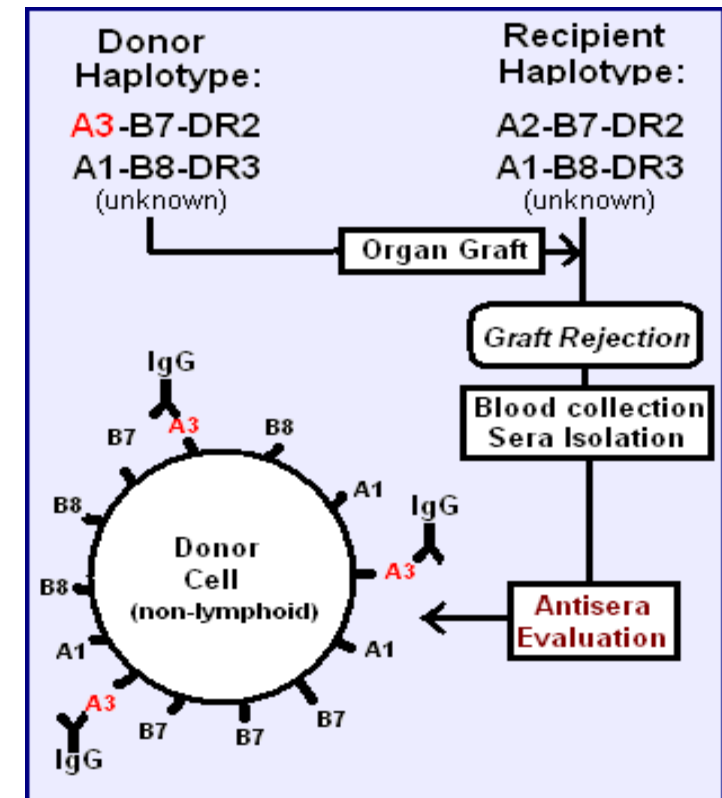 Donor
Haplotype:
A3-B7-DR2
A1-B8-DR3
(unknown)
Recipient
Haplotype:
A2-B7-DR2
A1-B8-DR3
(unknown)
Organ Graft
Graft Rejection
Blood collection
Sera Isolation
Antisera
Evaluation
IgG
A3
B7
B8
B8
A1
IgG
A3
Donor
Cell
(non-lymphoid)
B8
A1
A1
A3
IgG
B7
B7
B7